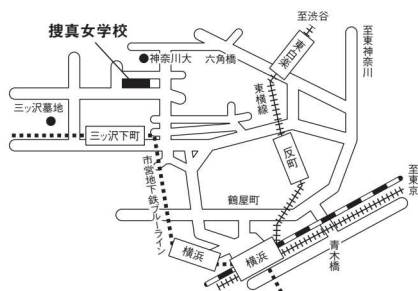 捜真女学校
●神奈川大
六角橋
至渋谷
東白楽
至東神奈川
三ッ沢墓地
三ッ沢下町
東横線
反町
至東京
市営地下鉄ブルーライン
鶴屋町
横浜
横浜
青木橋